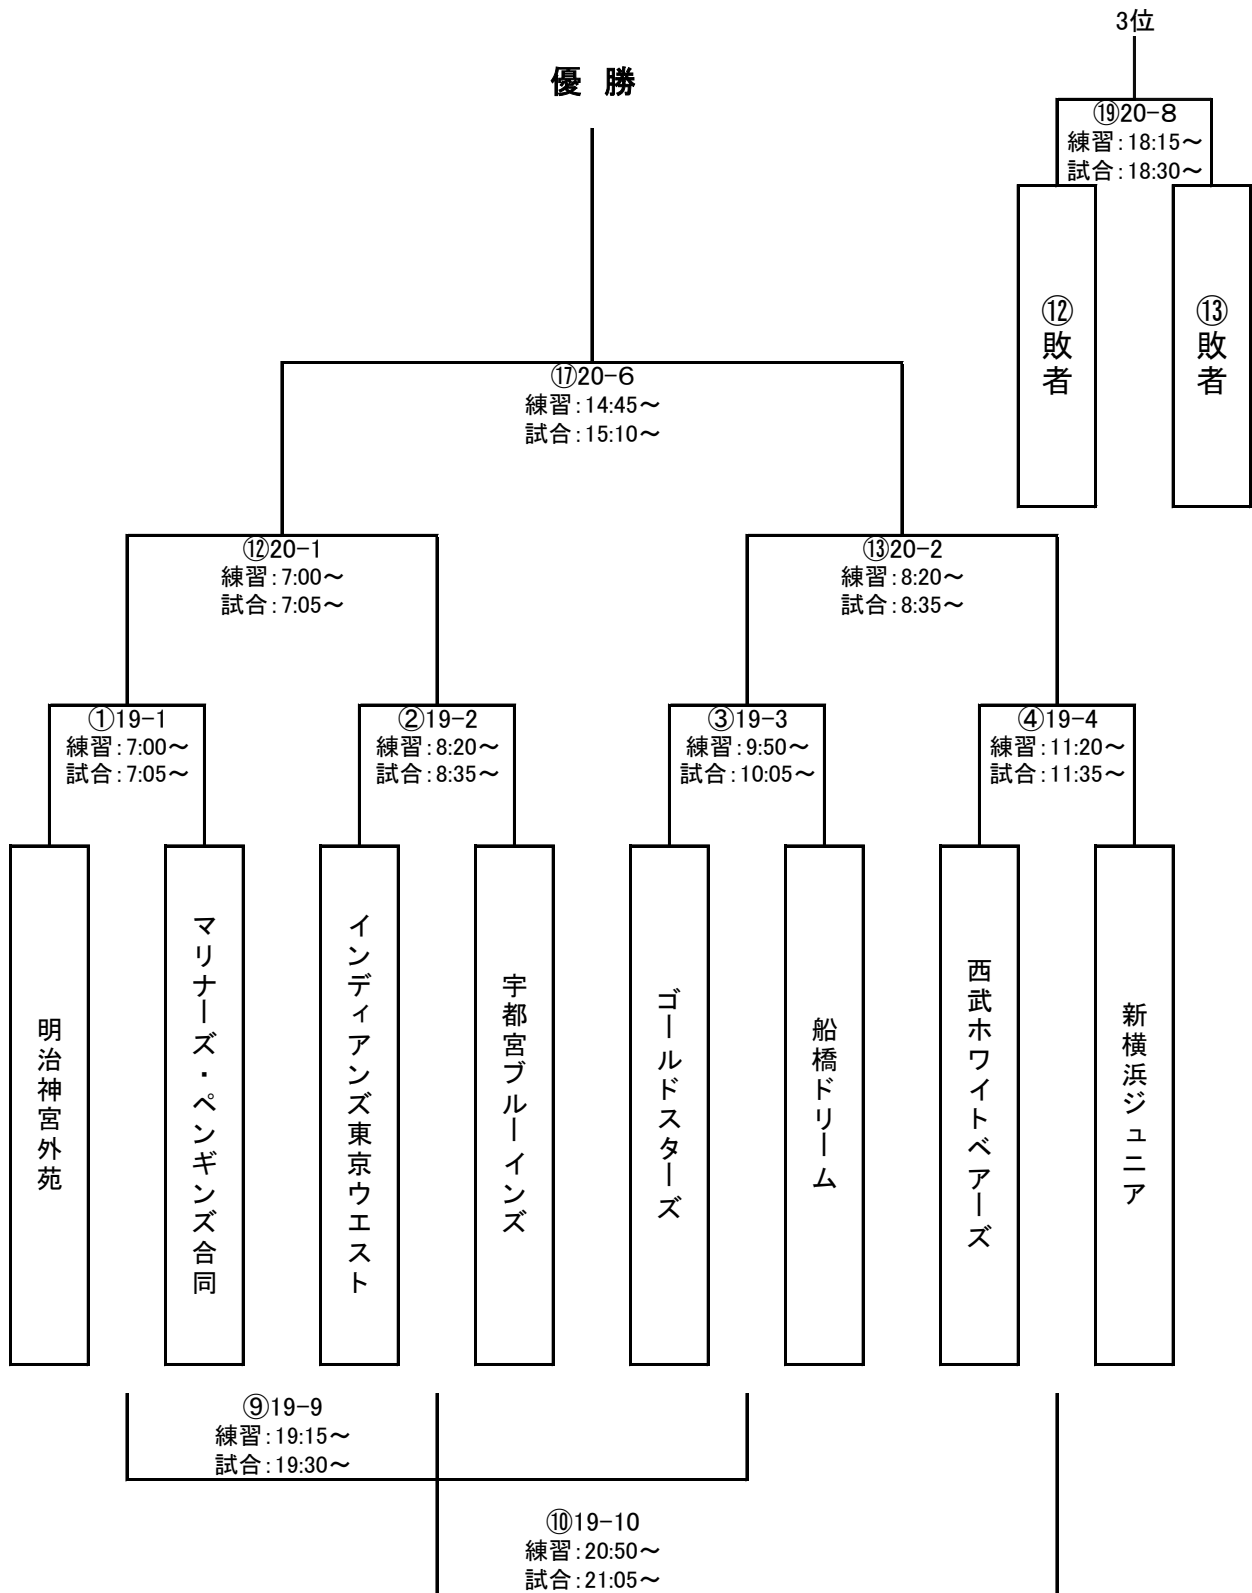 3位
優 勝
⑲20-8
練習:18:15～
試合:18:30～
⑫敗者
⑬敗者
⑰20-6
練習:14:45～
試合:15:10～
⑫20-1
練習:7:00～
試合:7:05～
⑬20-2
練習:8:20～
試合:8:35～
①19-1
練習:7:00～
試合:7:05～
②19-2
練習:8:20～
試合:8:35～
③19-3
練習:9:50～
試合:10:05～
④19-4
練習:11:20～
試合:11:35～
明治神宮外苑
マリナーズ・ペンギンズ合同
インディアンズ東京ウエスト
宇都宮ブルーインズ
ゴールドスターズ
船橋ドリーム
西武ホワイトベアーズ
新横浜ジュニア
⑨19-9
練習:19:15～
試合:19:30～
⑩19-10
練習:20:50～
試合:21:05～